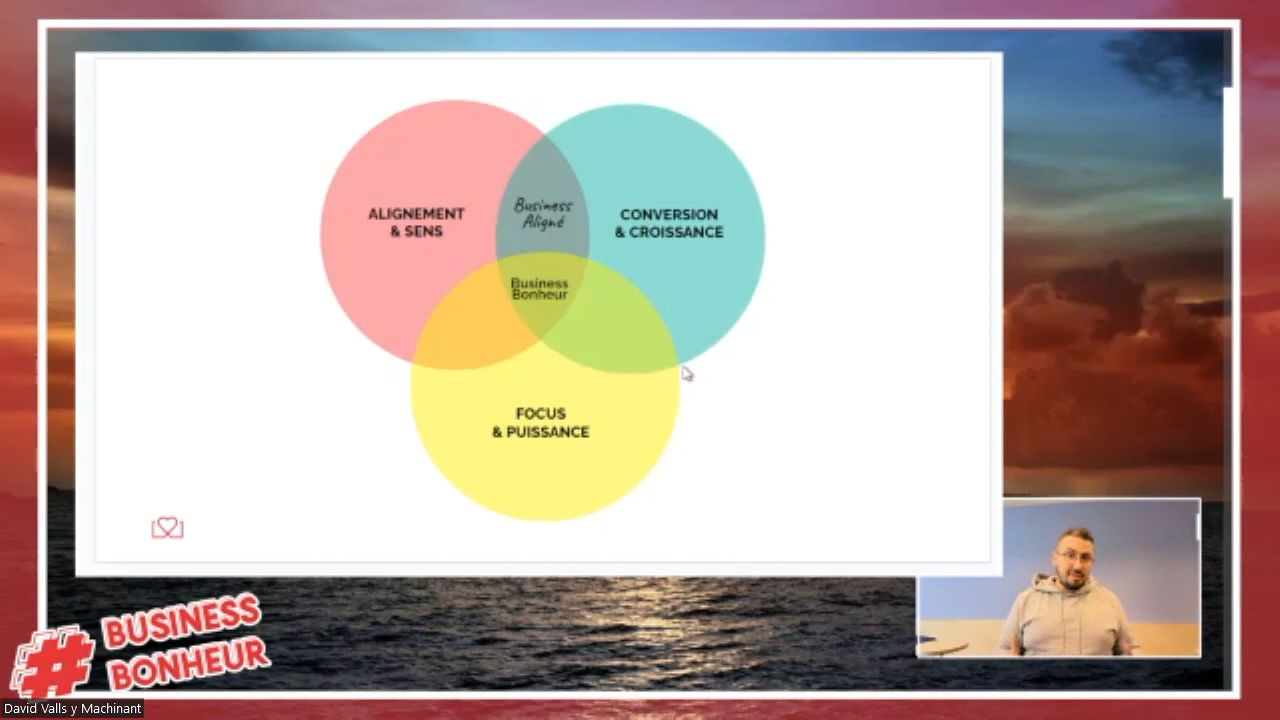 ALIGNEMENT
& SENS
Business
Aligné
CONVERSION
& CROISSANCE
Business
Bonheur
FOCUS
& PUISSANCE
# BUSINESS
BONHEUR
David Valls y Machinant